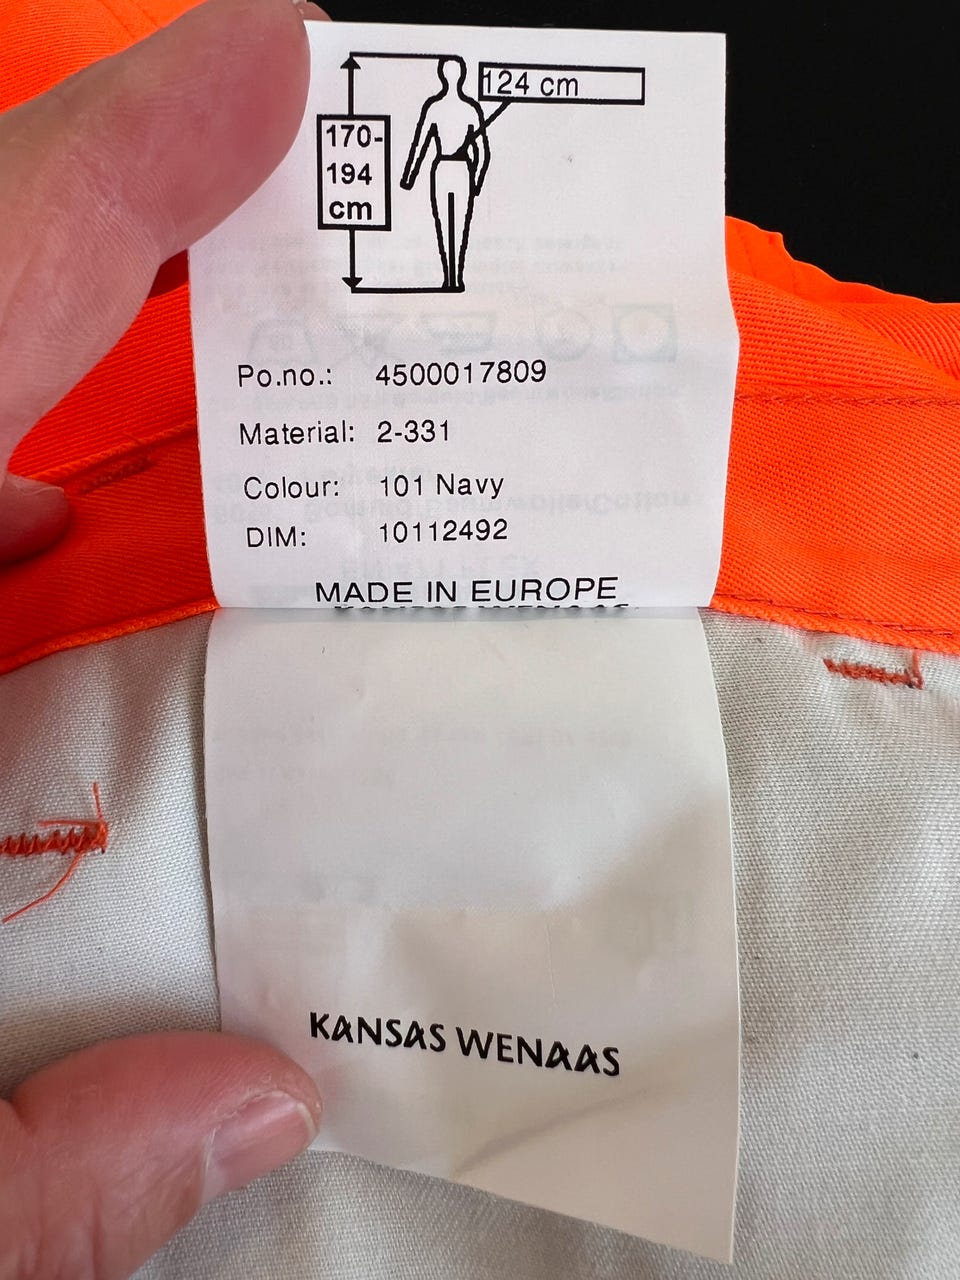 124 cm
170-
194
cm
Po.no.: 4500017809
Material: 2-331
Colour: 101 Navy
DIM: 10112492
MADE IN EUROPE
KANSAS WENAAS